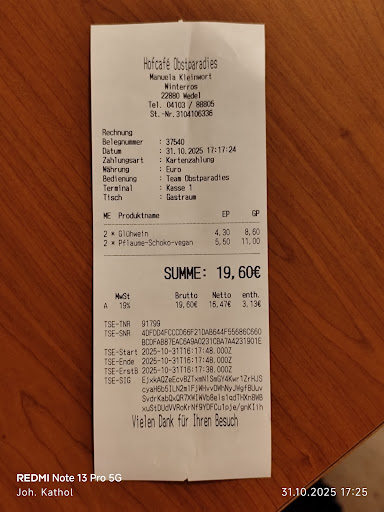 Hofcafé Obstparadies
Manuela Kleinwort
Winterros
22880 Wedel
Tel. 04103 / 88805
St.-Nr.3104106336
Rechnung
Belegnummer : 37540
Datum : 31.10.2025 17:17:24
Zahlungsart : Kartenzahlung
Währung : Euro
Bedienung : Team Obstparadies
Terminal : Kasse 1
Tisch : Gastraum
ME Produktname EP GP
2 * Glühwein 4,30 8,60
2 * Pflaume-Schoko-vegan 5,50 11,00
SUMME: 19,60€
MwSt Brutto Netto enth.
A 19% 19,60€ 16,47€ 3,13€
TSE-TNR 91799
TSE-SNR
TSE-Start 2025-10-31T16:17:48.000Z
TSE-Ende 2025-10-31T16:17:48.000Z
TSE-ErstB 2025-10-31T16:17:38.000Z
TSE-SIG
Vielen Dank für Ihren Besuch
REDMI Note 13 Pro 5G
Joh. Kathol
31.10.2025 17:25